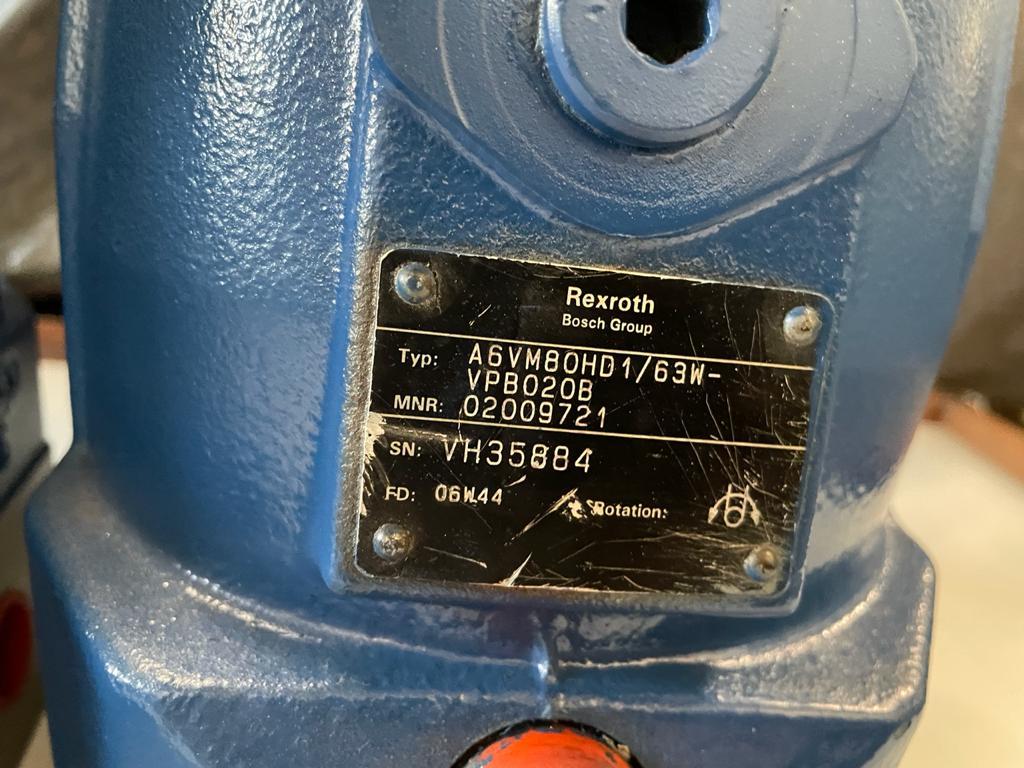 Rexroth
Bosch Group
Typ: A6VM80HD1/63W-
VPB020B
MNR: 02009721
SN: VH35884
FD: 06W44
Rotation: